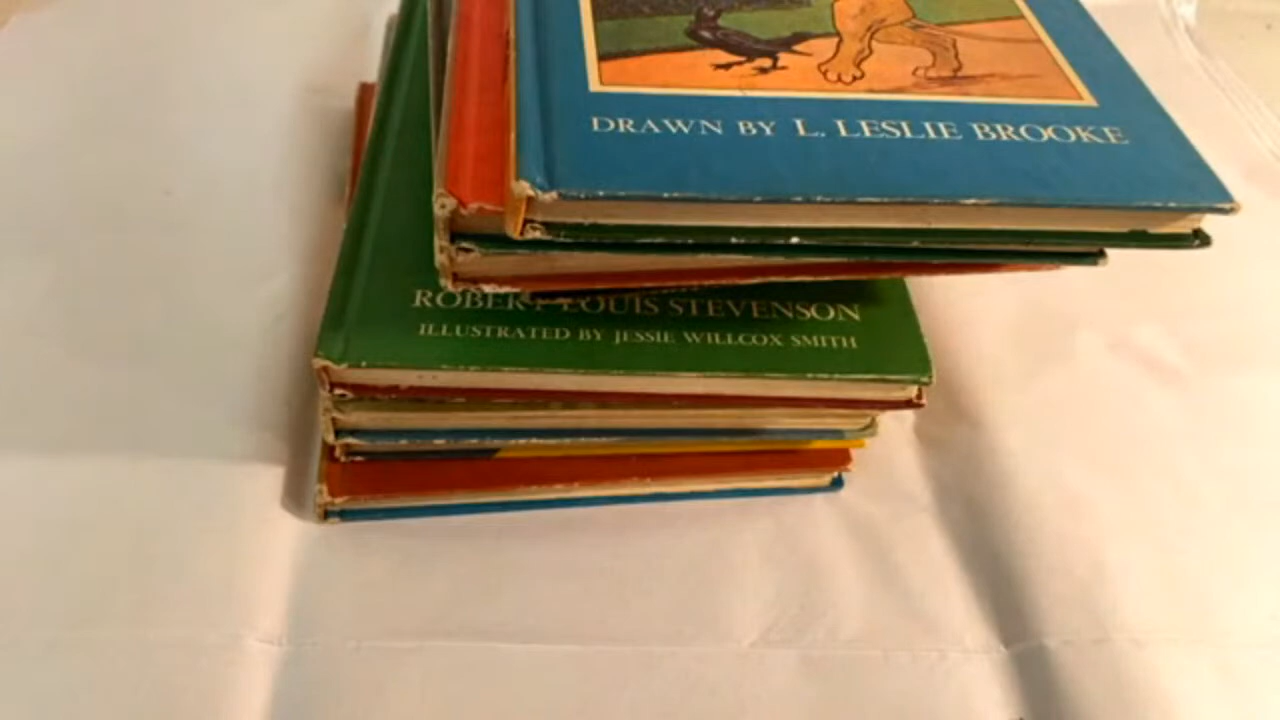 DRAWN BY L. LESLIE BROOKE
ROBERT LOUIS STEVENSON
ILLUSTRATED BY JESSIE WILLCOX SMITH